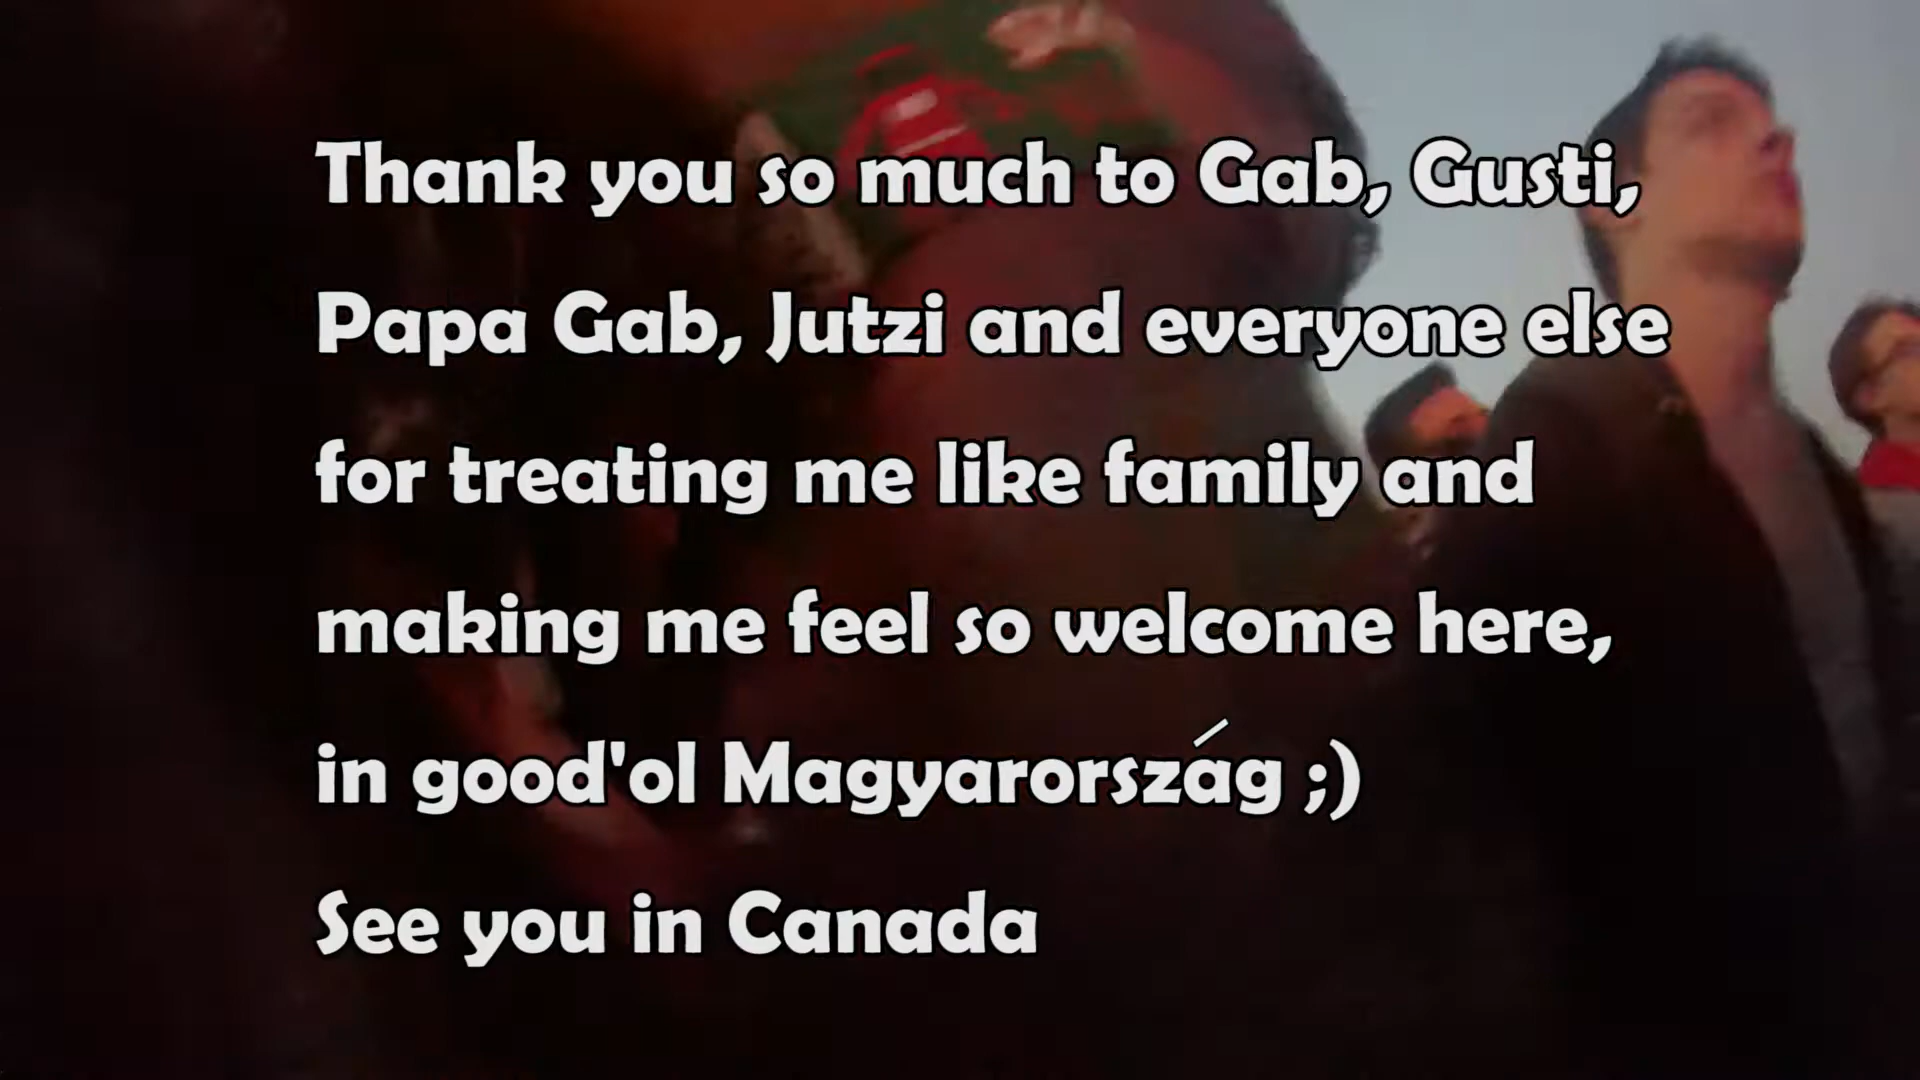 Thank you so much to Gab, Gusti,
Papa Gab, Jutzi and everyone else
for treating me like family and
making me feel so welcome here,
in good'ol Magyarország ;)
See you in Canada